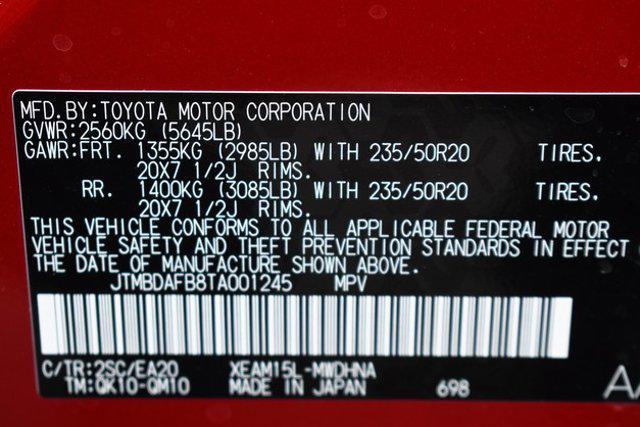 MFD.BY:TOYOTA MOTOR CORPORATION
GVWR:2560KG (5645LB)
GAWR:FRT. 1355KG (2985LB) WITH 235/50R20 TIRES.
20X7 1/2J RIMS.
RR. 1400KG (3085LB) WITH 235/50R20 TIRES.
20X7 1/2J RIMS.
THIS VEHICLE CONFORMS TO ALL APPLICABLE FEDERAL MOTOR
VEHICLE SAFETY AND THEFT PREVENTION STANDARDS IN EFFECT
THE DATE OF MANUFACTURE SHOWN ABOVE.
JTMBDAFB8TA001245 MPV
C/TR:2SC/EA20 XEAM15L-MWDHNA
TM:QK10-QM10 MADE IN JAPAN 698